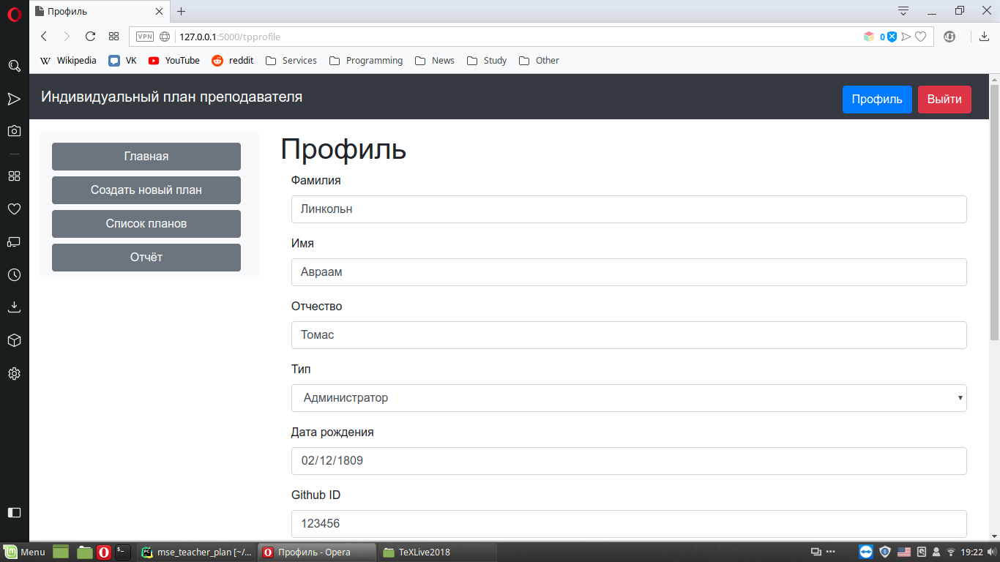 Профиль
VPN 127.0.0.1:5000/tpprofile 0
W Wikipedia VK YouTube reddit Services Programming News Study Other
Индивидуальный план преподавателя Профиль Выйти
Главная
Создать новый план
Список планов
Отчёт
Профиль
Фамилия
Линкольн
Имя
Авраам
Отчество
Томас
Тип
Администратор
Дата рождения
02/12/1809
Github ID
123456
Menu mse_teacher_plan [~/... Профиль - Opera TeXLive2018 19:22